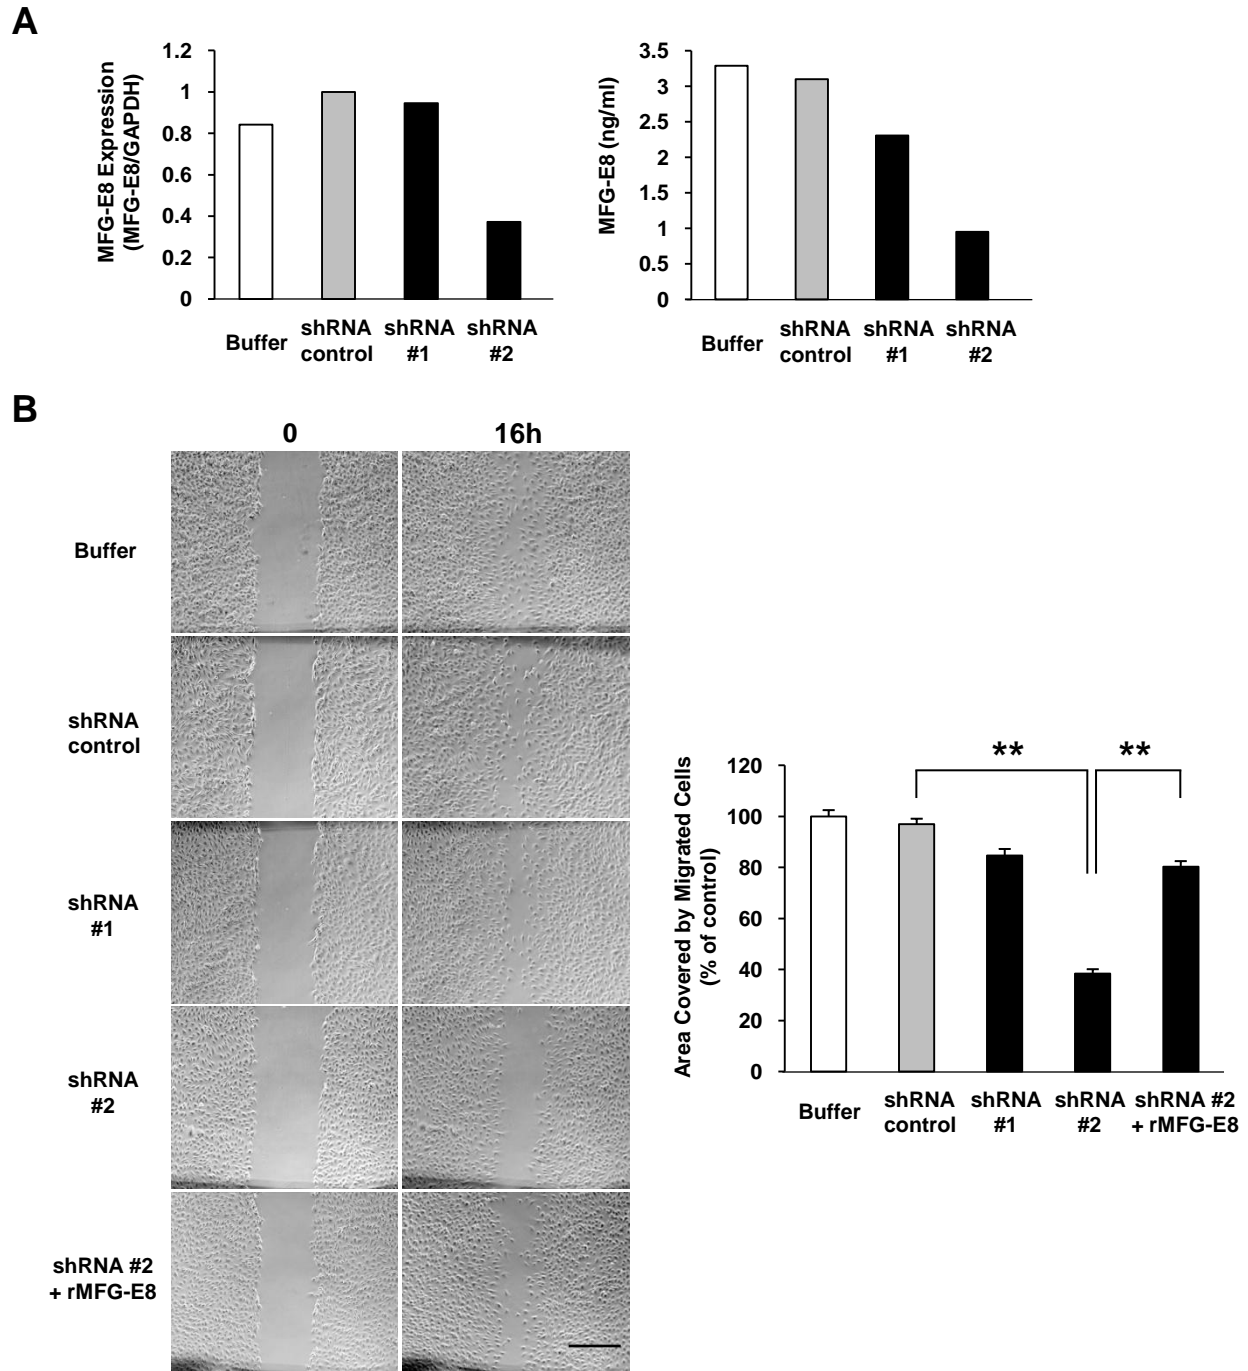 A
MFG-E8 Expression
(MFG-E8/GAPDH)
1.2
1
0.8
0.6
0.4
0.2
0
Buffer
shRNA
control
shRNA
#1
shRNA
#2
MFG-E8 (ng/ml)
3.5
3
2.5
2
1.5
1
0.5
0
Buffer
shRNA
control
shRNA
#1
shRNA
#2
B
0
16h
Buffer
shRNA
control
shRNA
#1
shRNA
#2
shRNA #2
+ rMFG-E8
Area Covered by Migrated Cells
(% of control)
120
100
80
60
40
20
0
**
**
Buffer
shRNA
control
shRNA
#1
shRNA
#2
shRNA #2
+ rMFG-E8